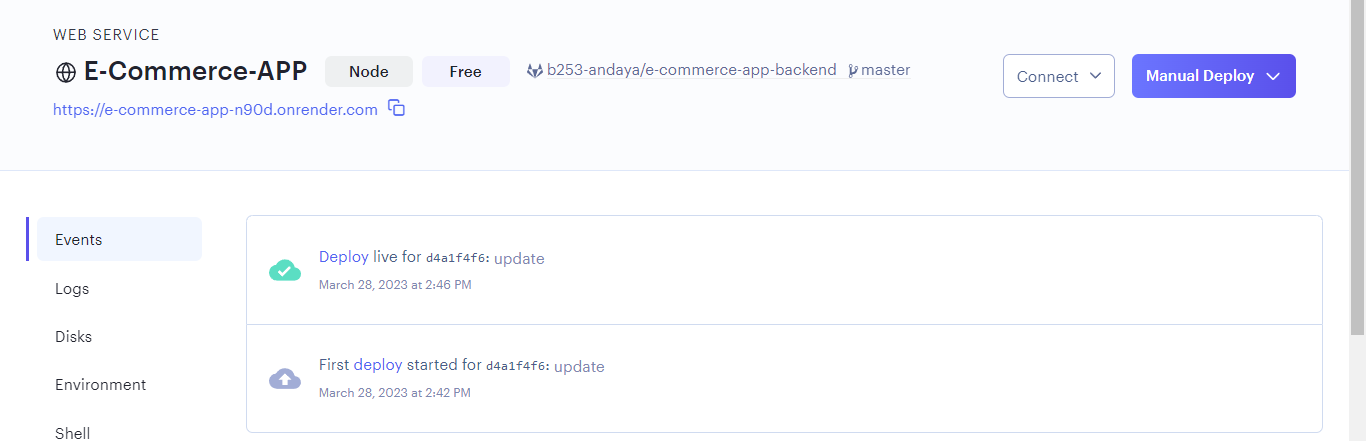 WEB SERVICE
E-Commerce-APP Node Free b253-andaya/e-commerce-app-backend master
Connect Manual Deploy
https://e-commerce-app-n90d.onrender.com
Events
Logs
Disks
Environment
Shell
Deploy live for d4a1f4f6: update
March 28, 2023 at 2:46 PM
First deploy started for d4a1f4f6: update
March 28, 2023 at 2:42 PM